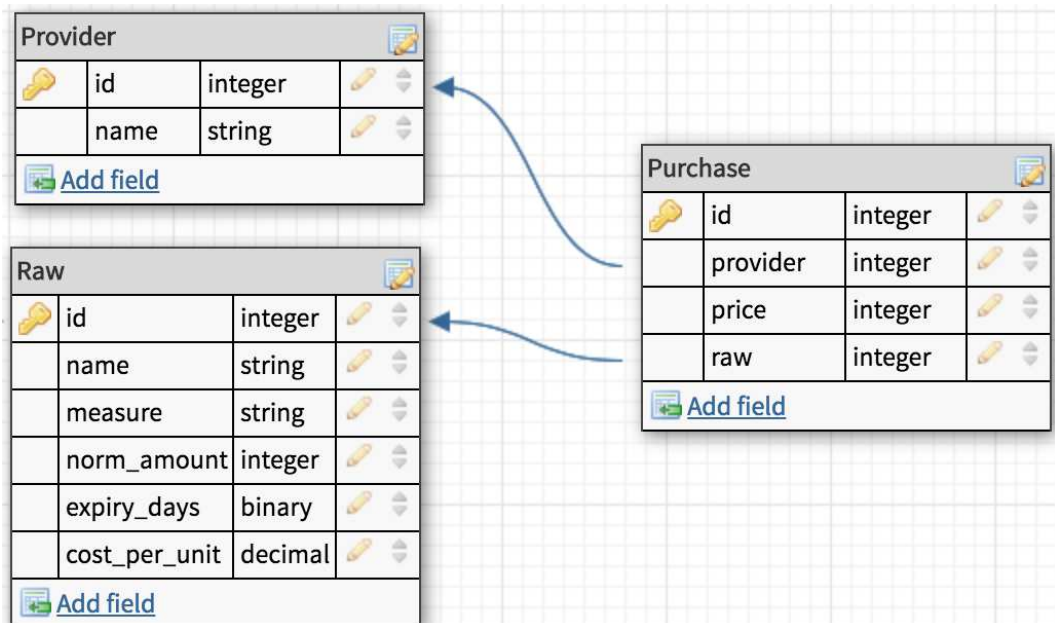 Provider
id integer
name string
Add field
Raw
id integer
name string
measure string
norm_amount integer
expiry_days binary
cost_per_unit decimal
Add field
Purchase
id integer
provider integer
price integer
raw integer
Add field